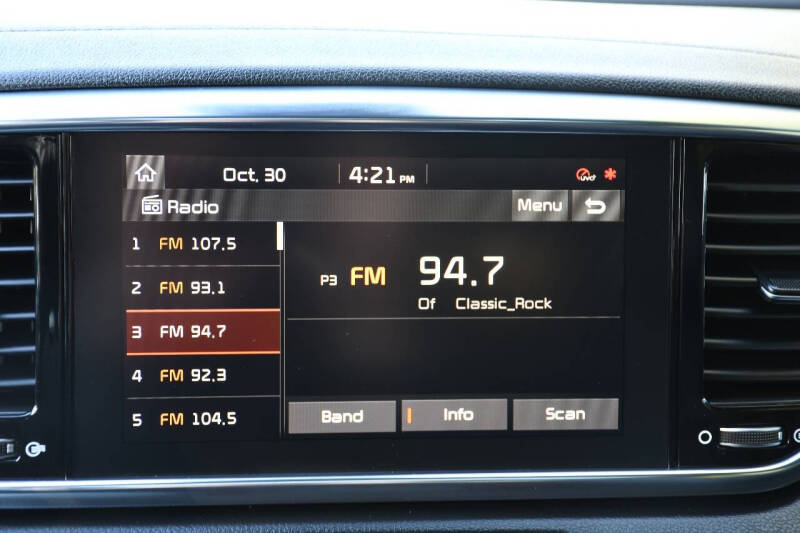 Oct. 30 4:21 PM
Radio Menu
1 FM 107.5
2 FM 93.1
3 FM 94.7
4 FM 92.3
5 FM 104.5
P3 FM 94.7
Of Classic_Rock
Band Info Scan